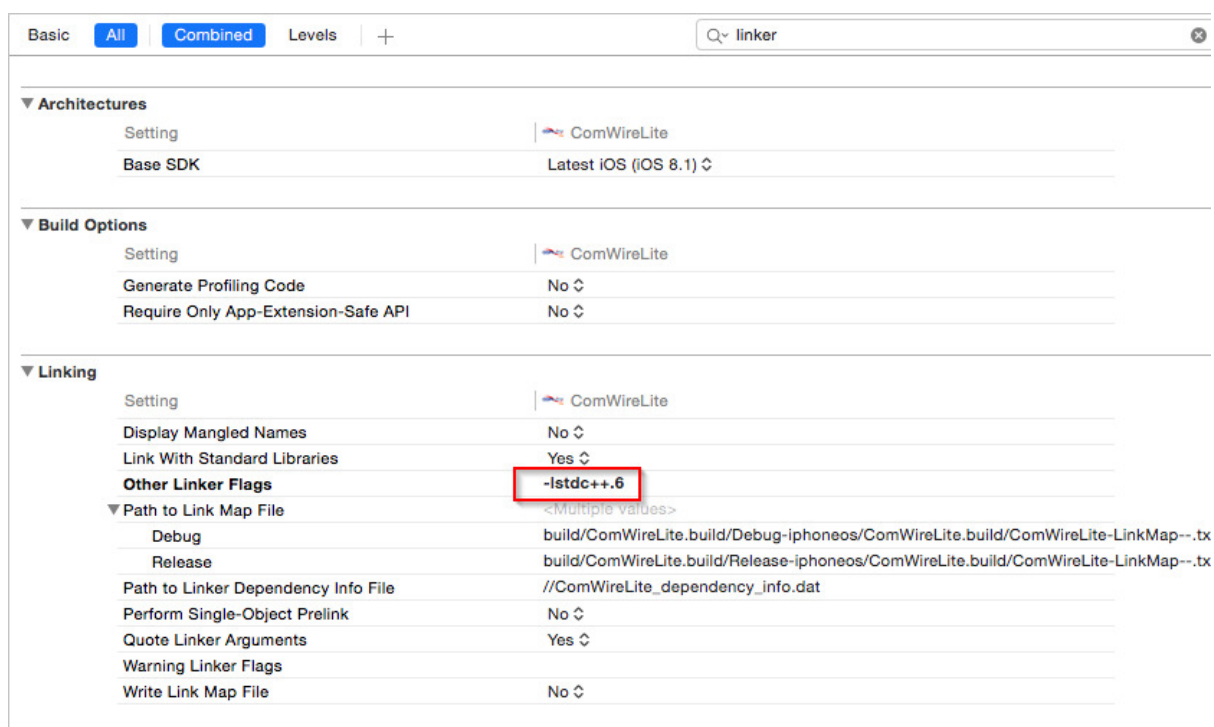 Basic All Combined Levels + linker
Architectures
Setting ComWireLite
Base SDK Latest iOS (iOS 8.1)
Build Options
Setting ComWireLite
Generate Profiling Code No
Require Only App-Extension-Safe API No
Linking
Setting ComWireLite
Display Mangled Names No
Link With Standard Libraries Yes
Other Linker Flags -lstdc++.6
Path to Link Map File <Multiple values>
Debug build/ComWireLite.build/Debug-iphoneos/ComWireLite.build/ComWireLite-LinkMap--.tx
Release build/ComWireLite.build/Release-iphoneos/ComWireLite.build/ComWireLite-LinkMap--.tx
Path to Linker Dependency Info File //ComWireLite_dependency_info.dat
Perform Single-Object Prelink No
Quote Linker Arguments Yes
Warning Linker Flags
Write Link Map File No